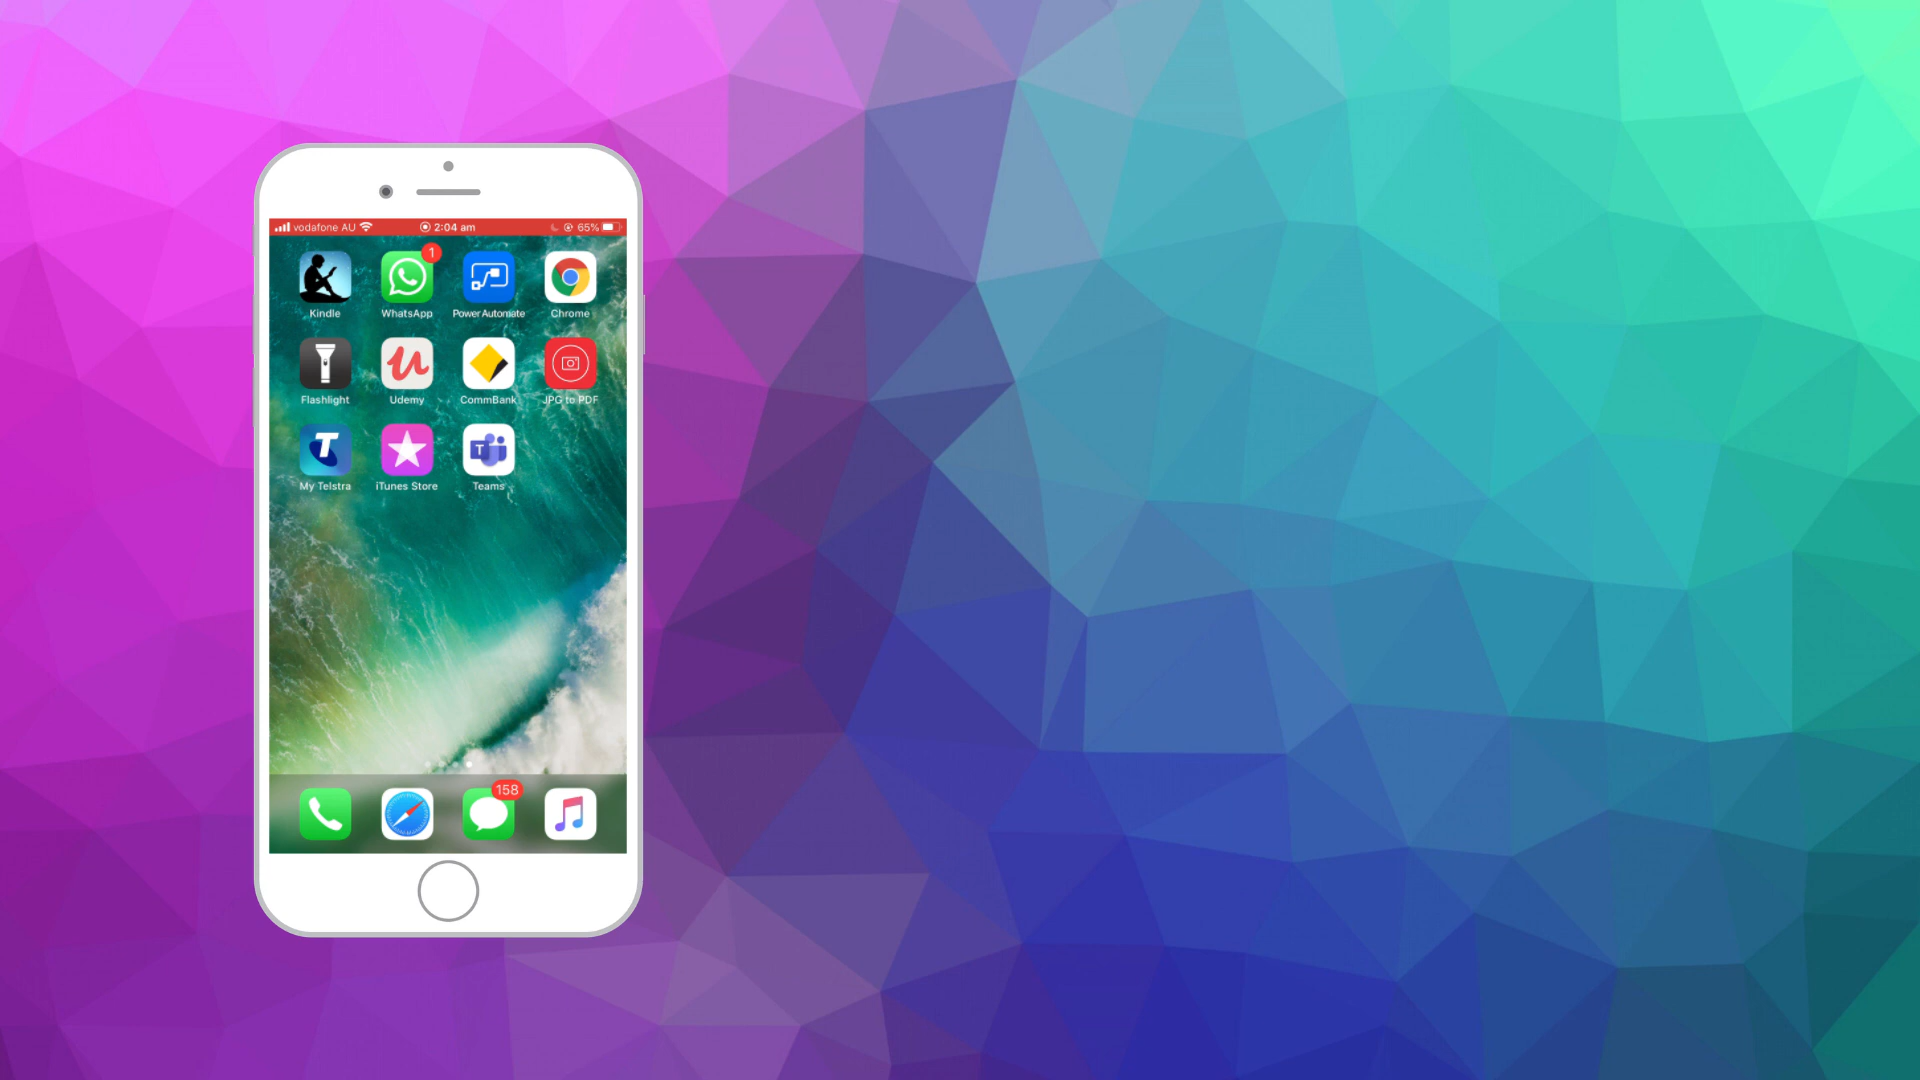 vodafone AU 2:04 am 65%
1
Kindle WhatsApp Power Automate Chrome
Flashlight Udemy CommBank JPG to PDF
T T
My Telstra iTunes Store Teams
158